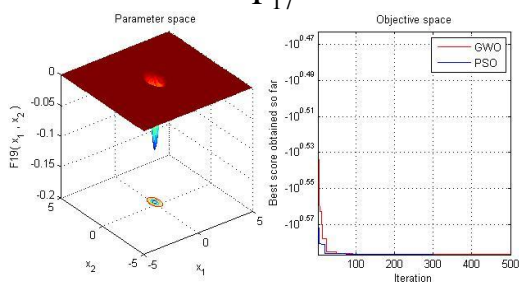 F17
Parameter space
0
-0.05
-0.1
-0.15
-0.2
F19( x1 , x2 )
5
0
-5
x2
-5
0
5
x1
Objective space
-10^0.47
-10^0.49
-10^0.51
-10^0.53
-10^0.55
-10^0.57
Best score obtained so far
GWO
PSO
100 200 300 400 500
Iteration